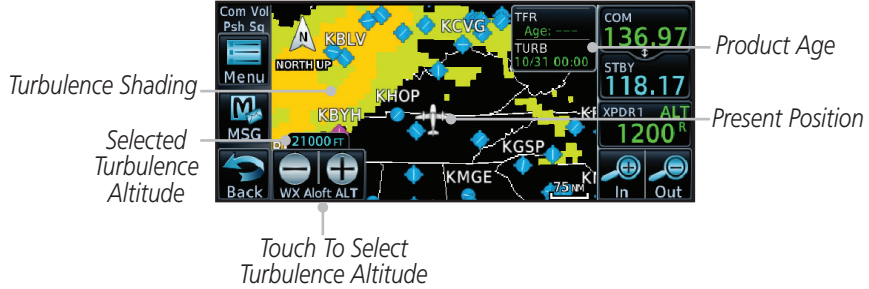 Com Vol
Psh Sq
Menu
MSG
Back
N
NORTH UP
KBLV
KCVG
KHOP
KBYH
KGSP
KMGE
21000 FT
WX Aloft ALT
75 NM
TFR
Age: ---
TURB
10/31 00:00
COM
136.97
STBY
118.17
XPDR1 ALT
1200 R
In
Out
Turbulence Shading
Selected
Turbulence
Altitude
Touch To Select
Turbulence Altitude
Product Age
Present Position